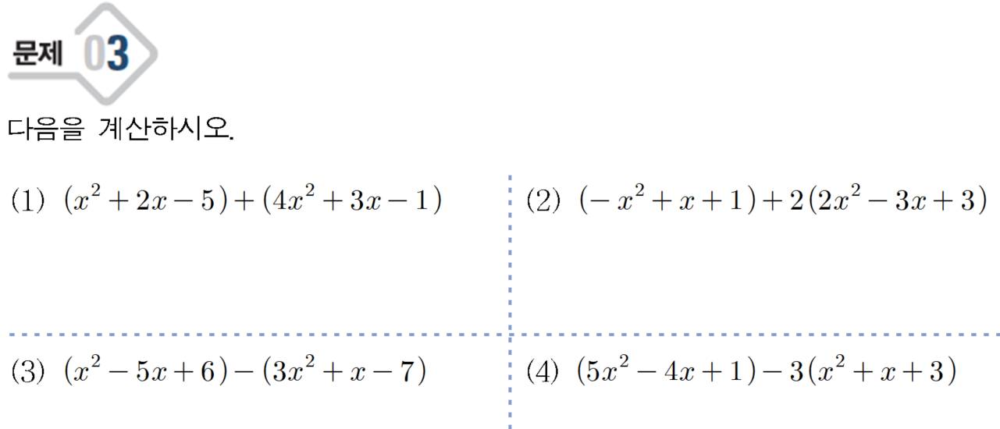 문제 03
다음을 계산하시오.
(1) (x² + 2x − 5) + (4x² + 3x − 1)
(2) (− x² + x + 1) + 2(2x² − 3x + 3)
(3) (x² − 5x + 6) − (3x² + x − 7)
(4) (5x² − 4x + 1) − 3(x² + x + 3)